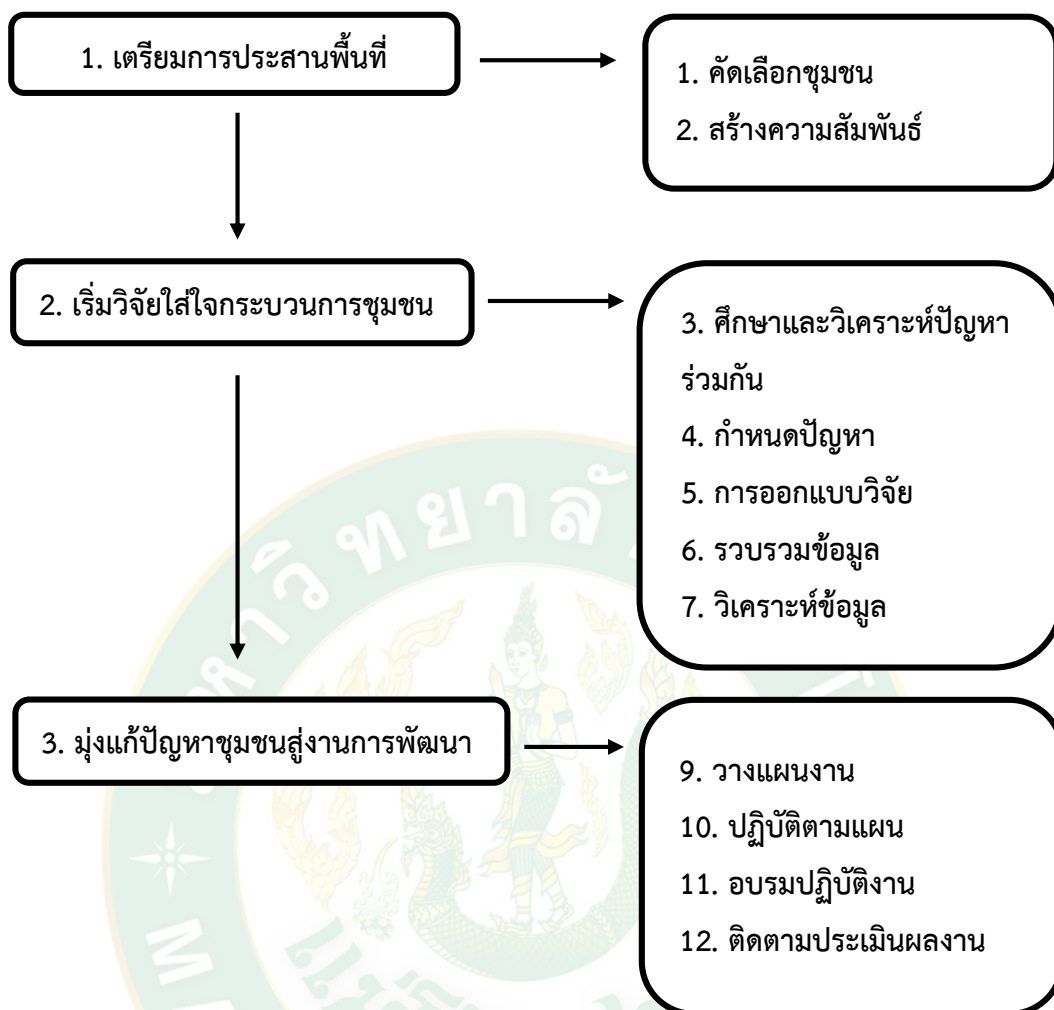 1. เตรียมการประสานพื้นที่
1. คัดเลือกชุมชน
2. สร้างความสัมพันธ์
2. เริ่มวิจัยใส่ใจกระบวนการชุมชน
3. ศึกษาและวิเคราะห์ปัญหา
ร่วมกัน
4. กำหนดปัญหา
5. การออกแบบวิจัย
6. รวบรวมข้อมูล
7. วิเคราะห์ข้อมูล
3. มุ่งแก้ปัญหาชุมชนสู่งานการพัฒนา
9. วางแผนงาน
10. ปฏิบัติตามแผน
11. อบรมปฏิบัติงาน
12. ติดตามประเมินผลงาน